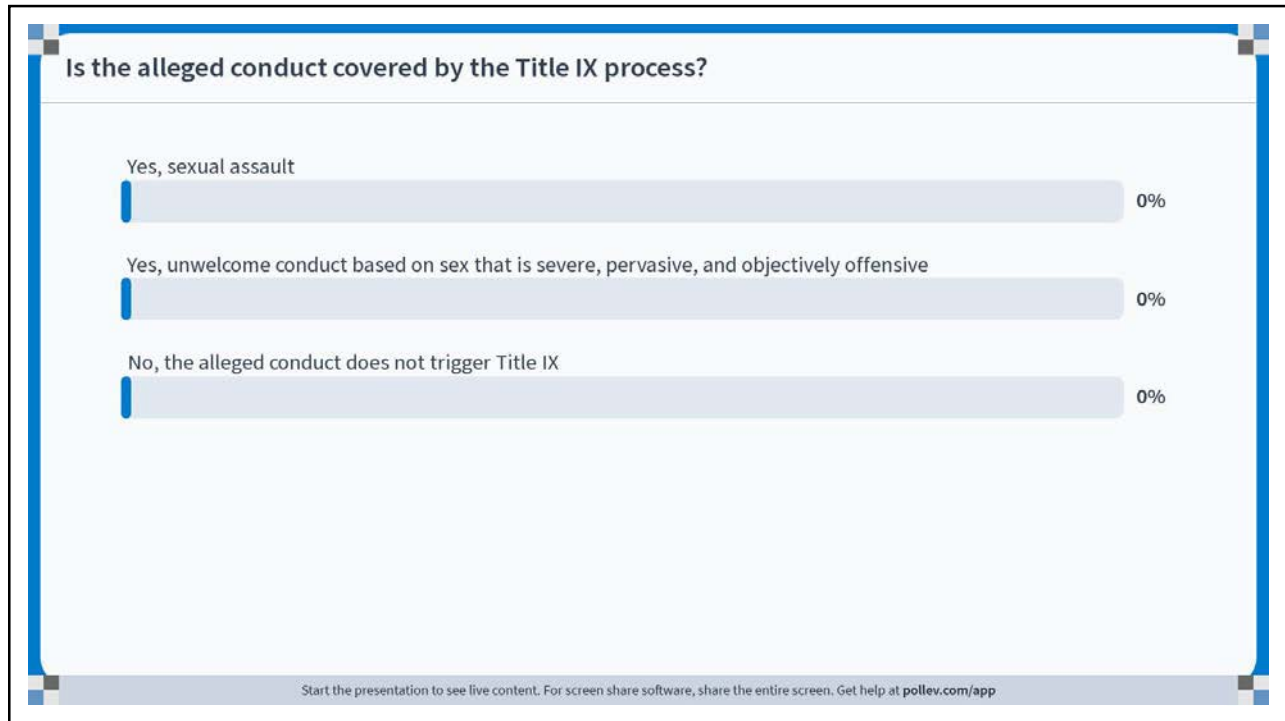 Is the alleged conduct covered by the Title IX process?
Yes, sexual assault
0%
Yes, unwelcome conduct based on sex that is severe, pervasive, and objectively offensive
0%
No, the alleged conduct does not trigger Title IX
0%
Start the presentation to see live content. For screen share software, share the entire screen. Get help at pollev.com/app